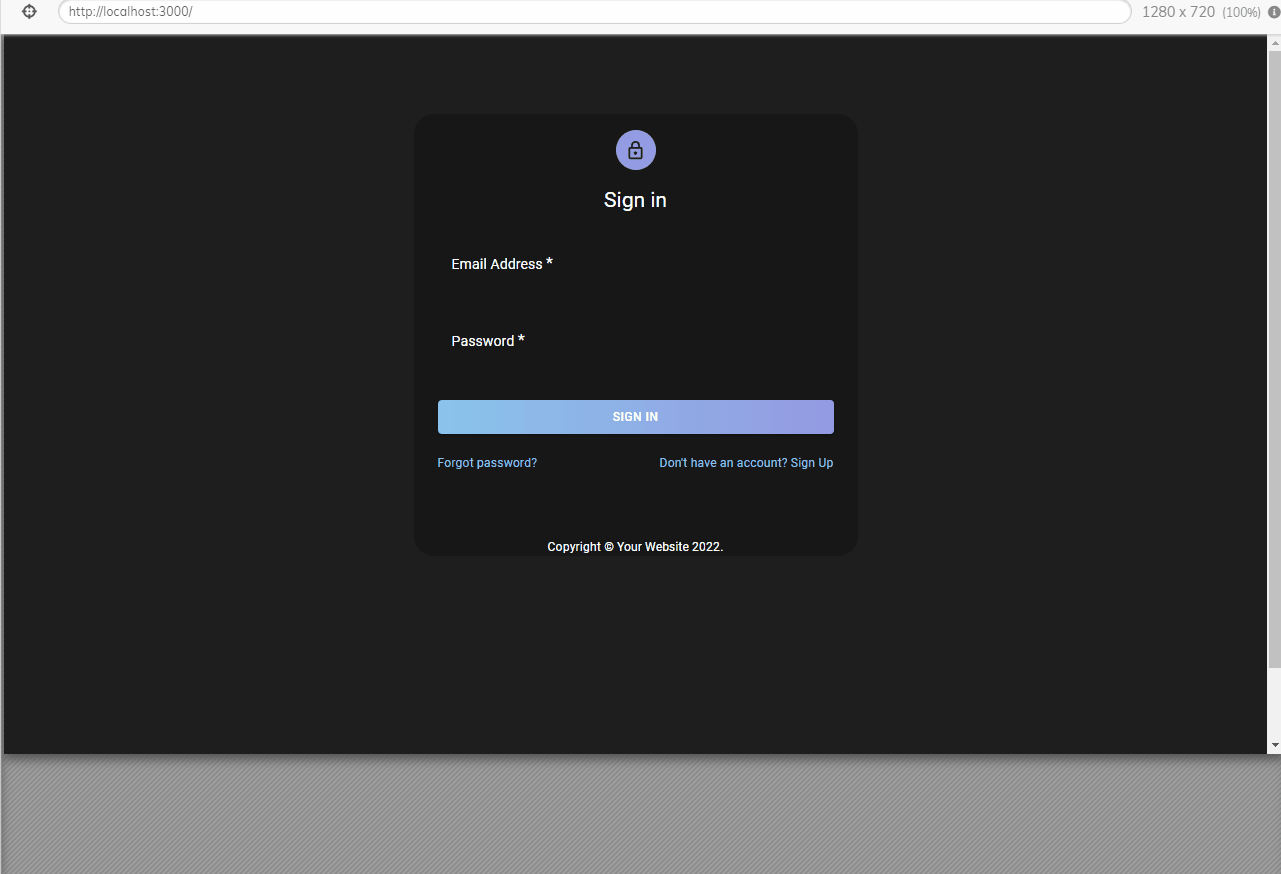 http://localhost:3000/
1280 x 720 (100%)
Sign in
Email Address *
Password *
SIGN IN
Forgot password?
Don't have an account? Sign Up
Copyright © Your Website 2022.